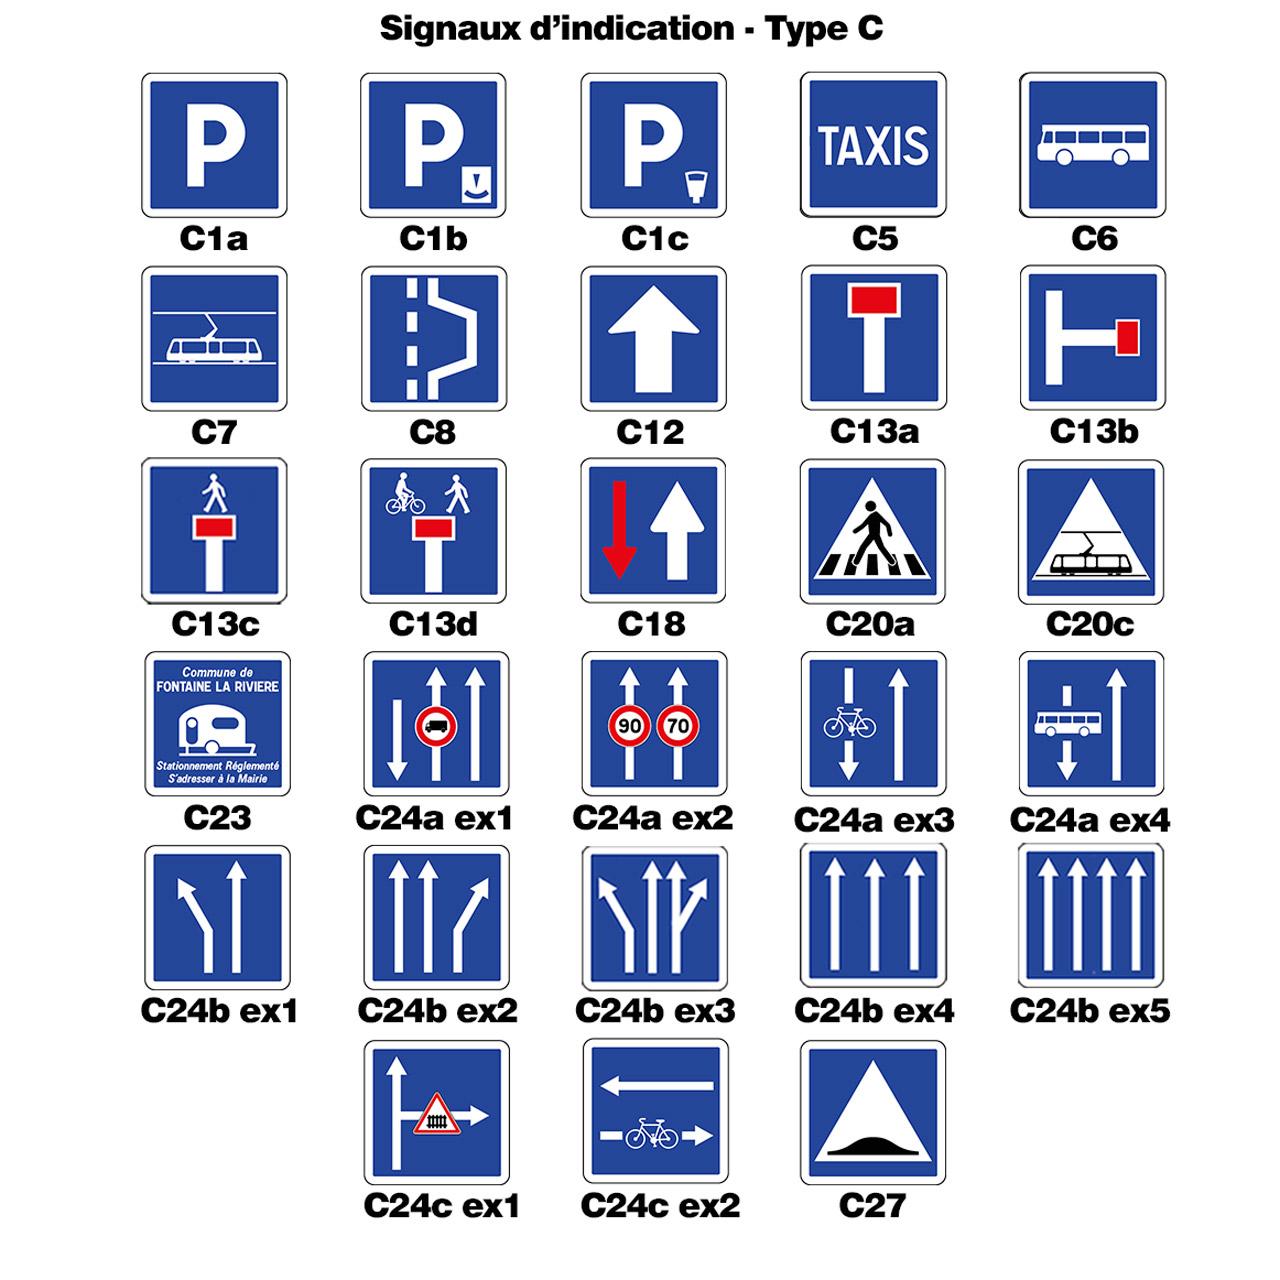 Signaux d'indication - Type C
P
P
P
TAXIS
C1a
C1b
C1c
C5
C6
C7
C8
C12
C13a
C13b
C13c
C13d
C18
C20a
C20c
Commune de
FONTAINE LA RIVIERE
Stationnement Réglementé
S'adresser à la Mairie
90
70
C23
C24a ex1
C24a ex2
C24a ex3
C24a ex4
C24b ex1
C24b ex2
C24b ex3
C24b ex4
C24b ex5
C24c ex1
C24c ex2
C27